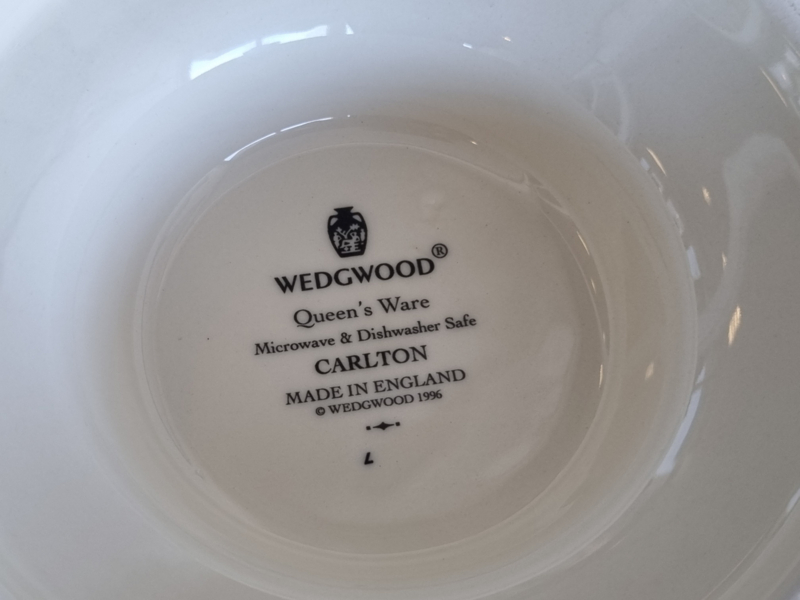 WEDGWOOD®
Queen's Ware
Microwave & Dishwasher Safe
CARLTON
MADE IN ENGLAND
© WEDGWOOD 1996
L